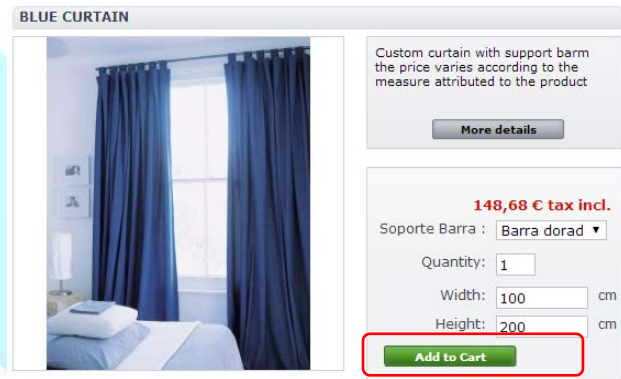 BLUE CURTAIN
Custom curtain with support barm
the price varies according to the
measure attributed to the product
More details
148,68 € tax incl.
Soporte Barra : Barra dorad
Quantity: 1
Width: 100 cm
Height: 200 cm
Add to Cart